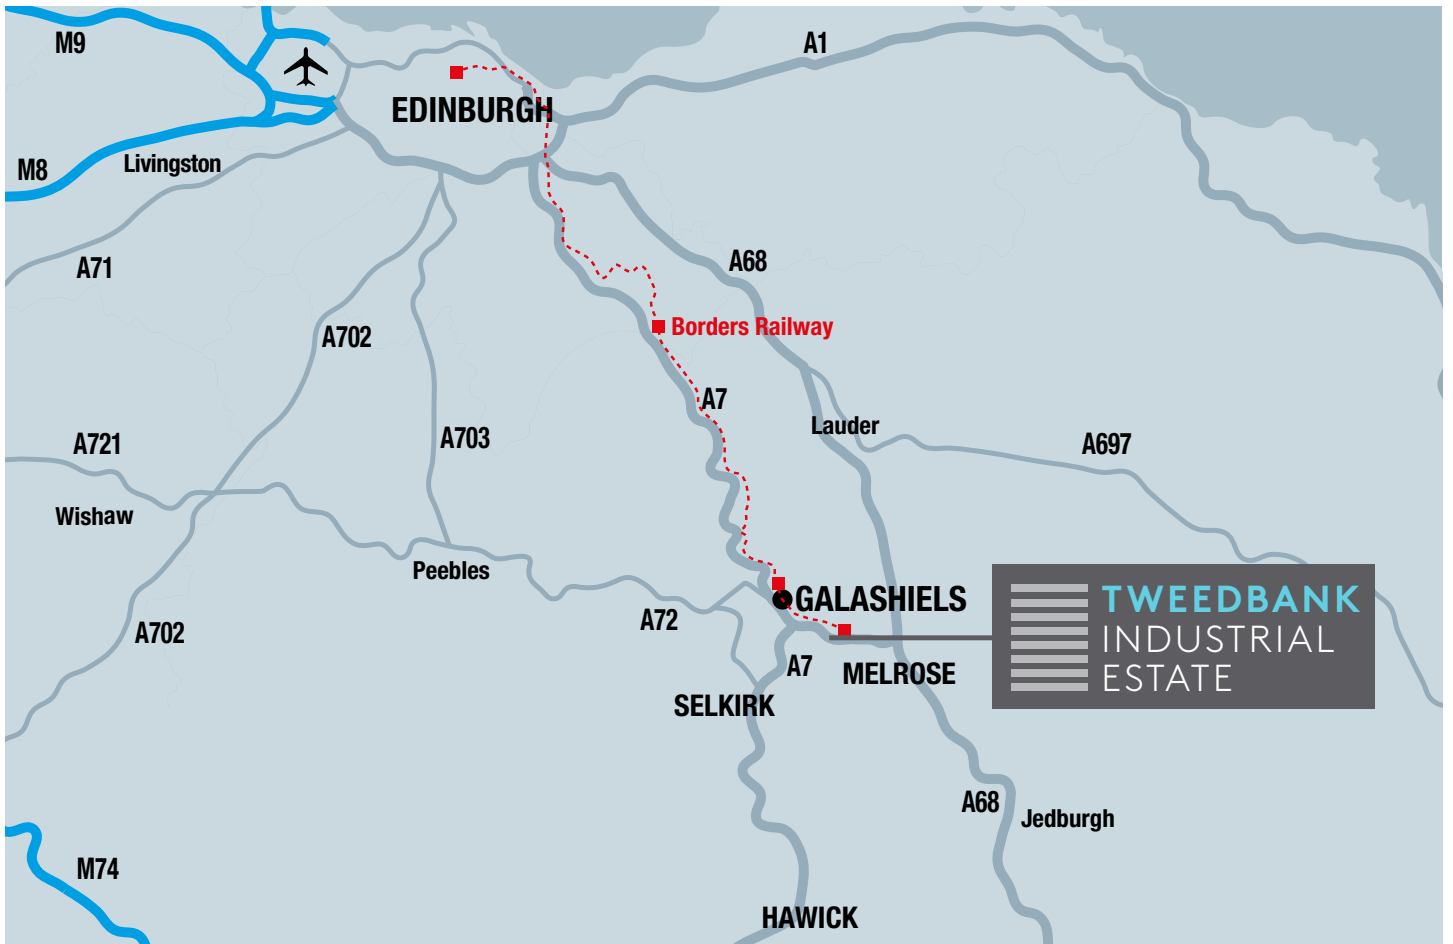 M9
A1
EDINBURGH
M8
Livingston
A71
A68
A702
Borders Railway
A7
Lauder
A721
A703
A697
Wishaw
Peebles
GALASHIELS
TWEEDBANK
INDUSTRIAL
ESTATE
A72
A702
A7
MELROSE
SELKIRK
A68
Jedburgh
M74
HAWICK